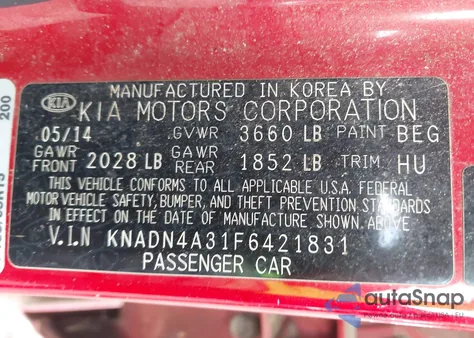 MANUFACTURED IN KOREA BY
KIA KIA MOTORS CORPORATION
05/14 GVWR 3660 LB PAINT BEG
GAWR FRONT 2028 LB GAWR REAR 1852 LB TRIM HU
THIS VEHICLE CONFORMS TO ALL APPLICABLE U.S.A. FEDERAL
MOTOR VEHICLE SAFETY, BUMPER, AND THEFT PREVENTION STANDARDS
IN EFFECT ON THE DATE OF MANUFACTURE SHOWN ABOVE
V.I.N KNADN4A31F6421831
PASSENGER CAR
200
autoSnap